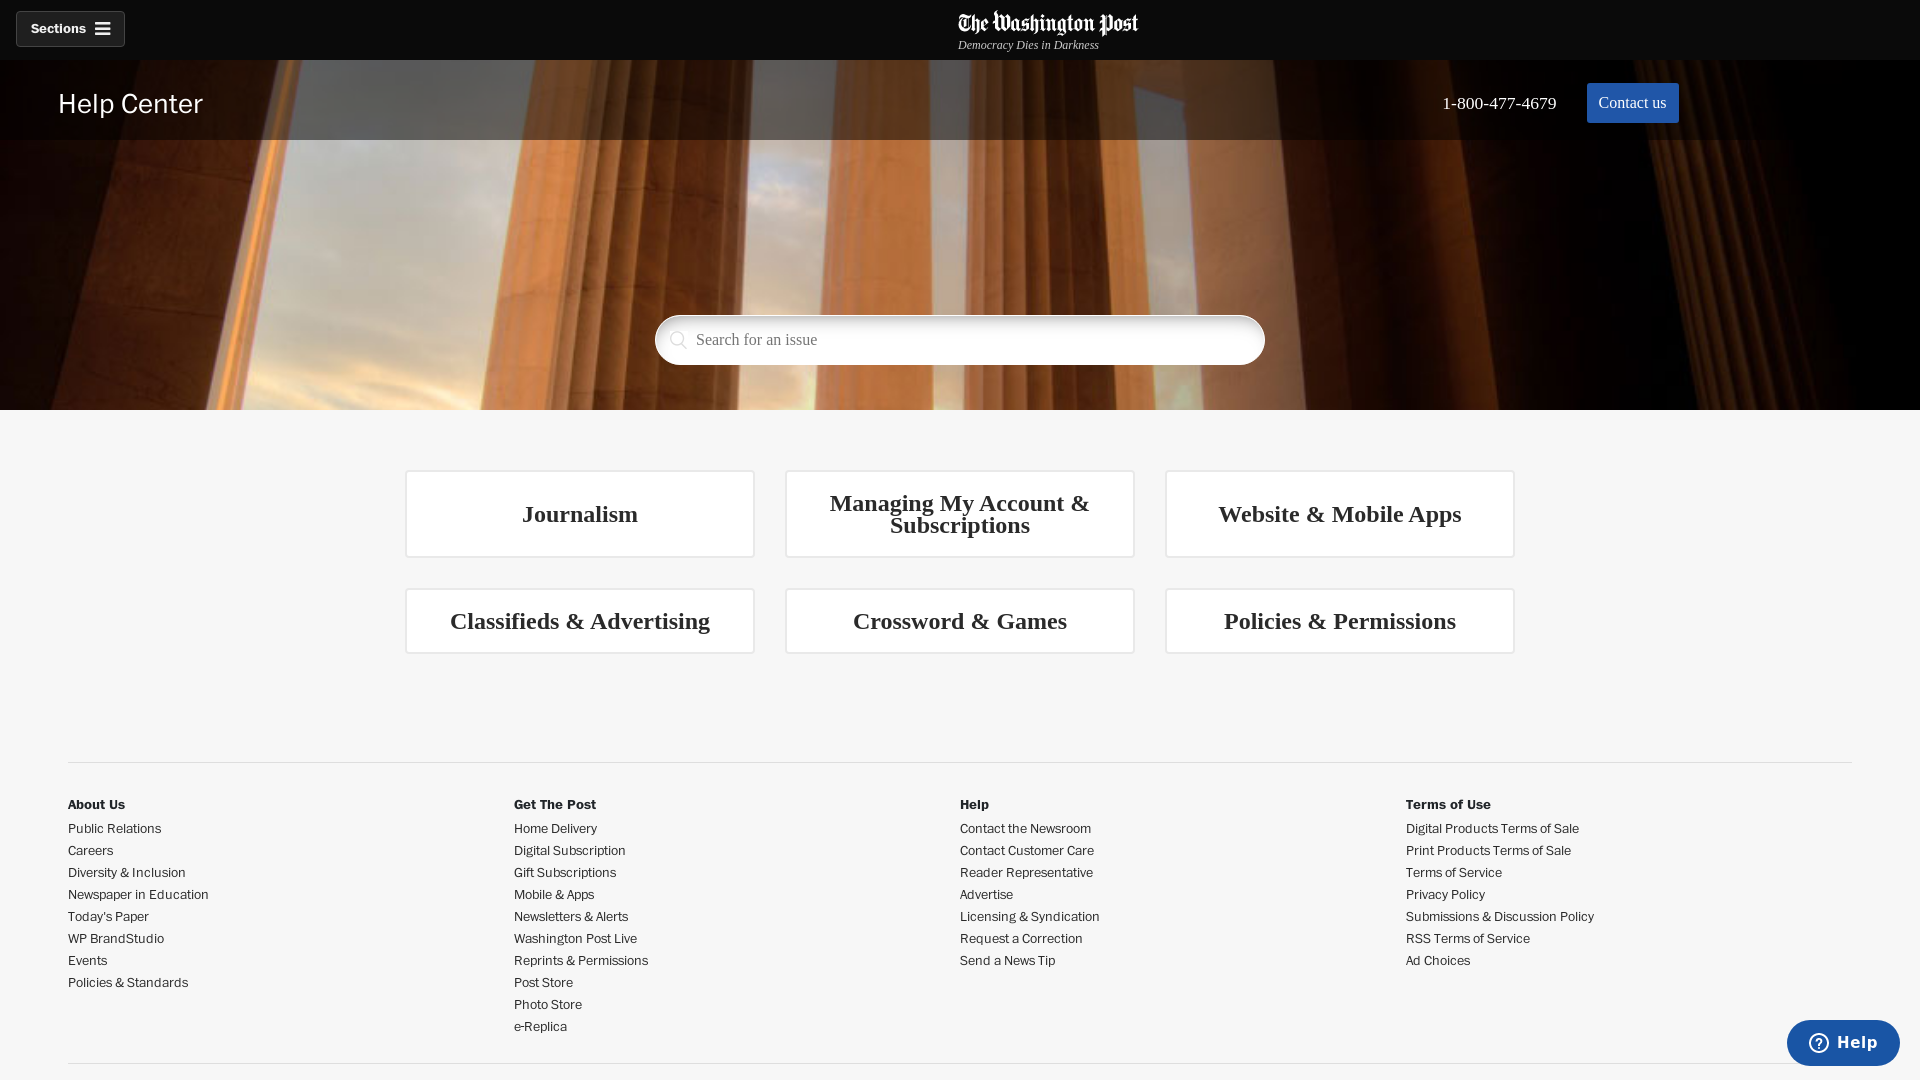 Sections
The Washington Post
Democracy Dies in Darkness
Help Center
1-800-477-4679
Contact us
Search for an issue
Journalism
Managing My Account &
Subscriptions
Website & Mobile Apps
Classifieds & Advertising
Crossword & Games
Policies & Permissions
About Us
Public Relations
Careers
Diversity & Inclusion
Newspaper in Education
Today's Paper
WP BrandStudio
Events
Policies & Standards
Get The Post
Home Delivery
Digital Subscription
Gift Subscriptions
Mobile & Apps
Newsletters & Alerts
Washington Post Live
Reprints & Permissions
Post Store
Photo Store
e-Replica
Help
Contact the Newsroom
Contact Customer Care
Reader Representative
Advertise
Licensing & Syndication
Request a Correction
Send a News Tip
Terms of Use
Digital Products Terms of Sale
Print Products Terms of Sale
Terms of Service
Privacy Policy
Submissions & Discussion Policy
RSS Terms of Service
Ad Choices
Help